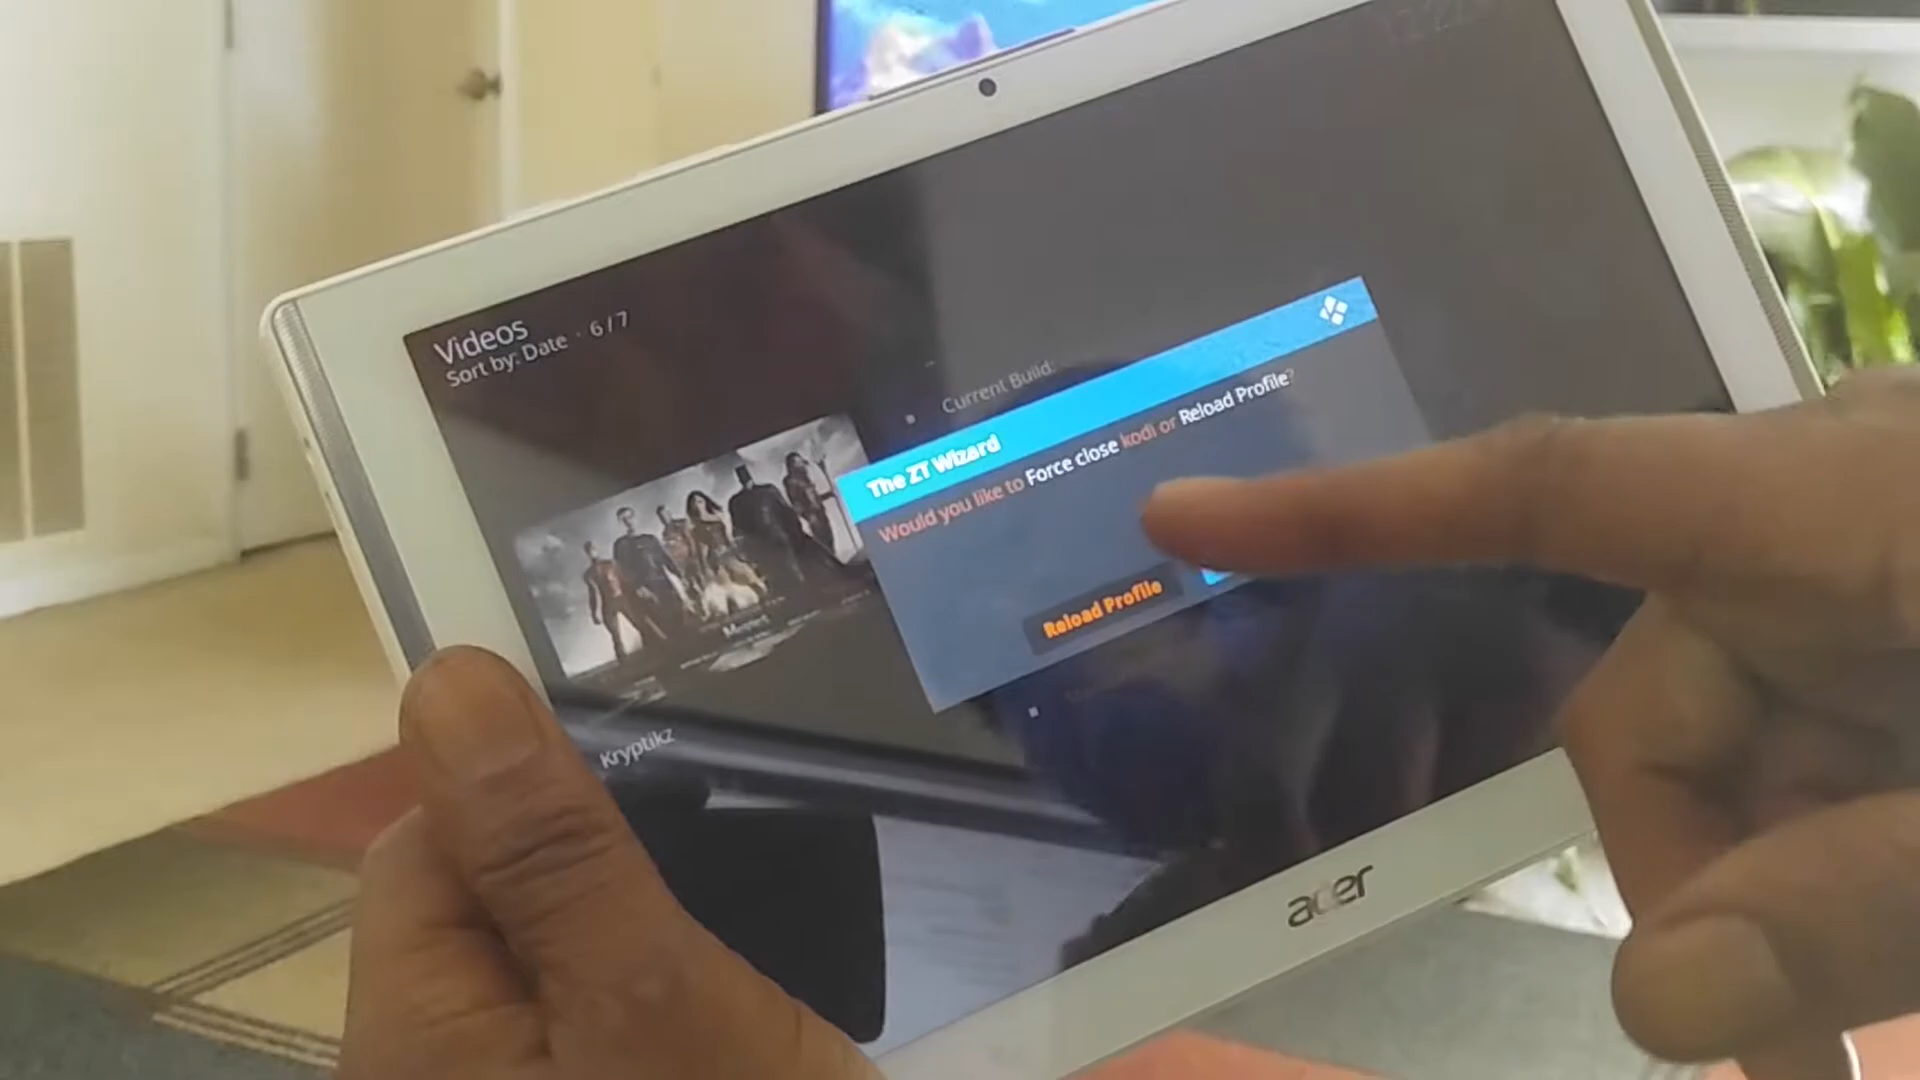 Videos
Sort by: Date · 6 / 7
Current Build:
The ZT Wizard
Would you like to Force close kodi or Reload Profile?
Reload Profile
Kryptikz
acer